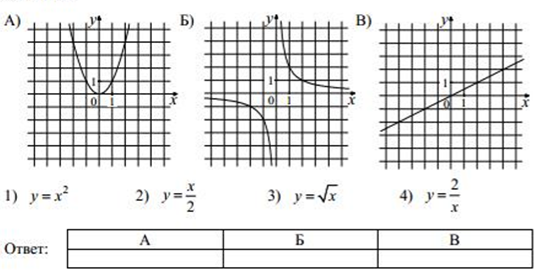 А) y Б) y В) y
1 1 1
0 1 x 0 1 x 0 1 x
1) y = x² 2) y = x/2 3) y = √x 4) y = 2/x
Ответ: А Б В